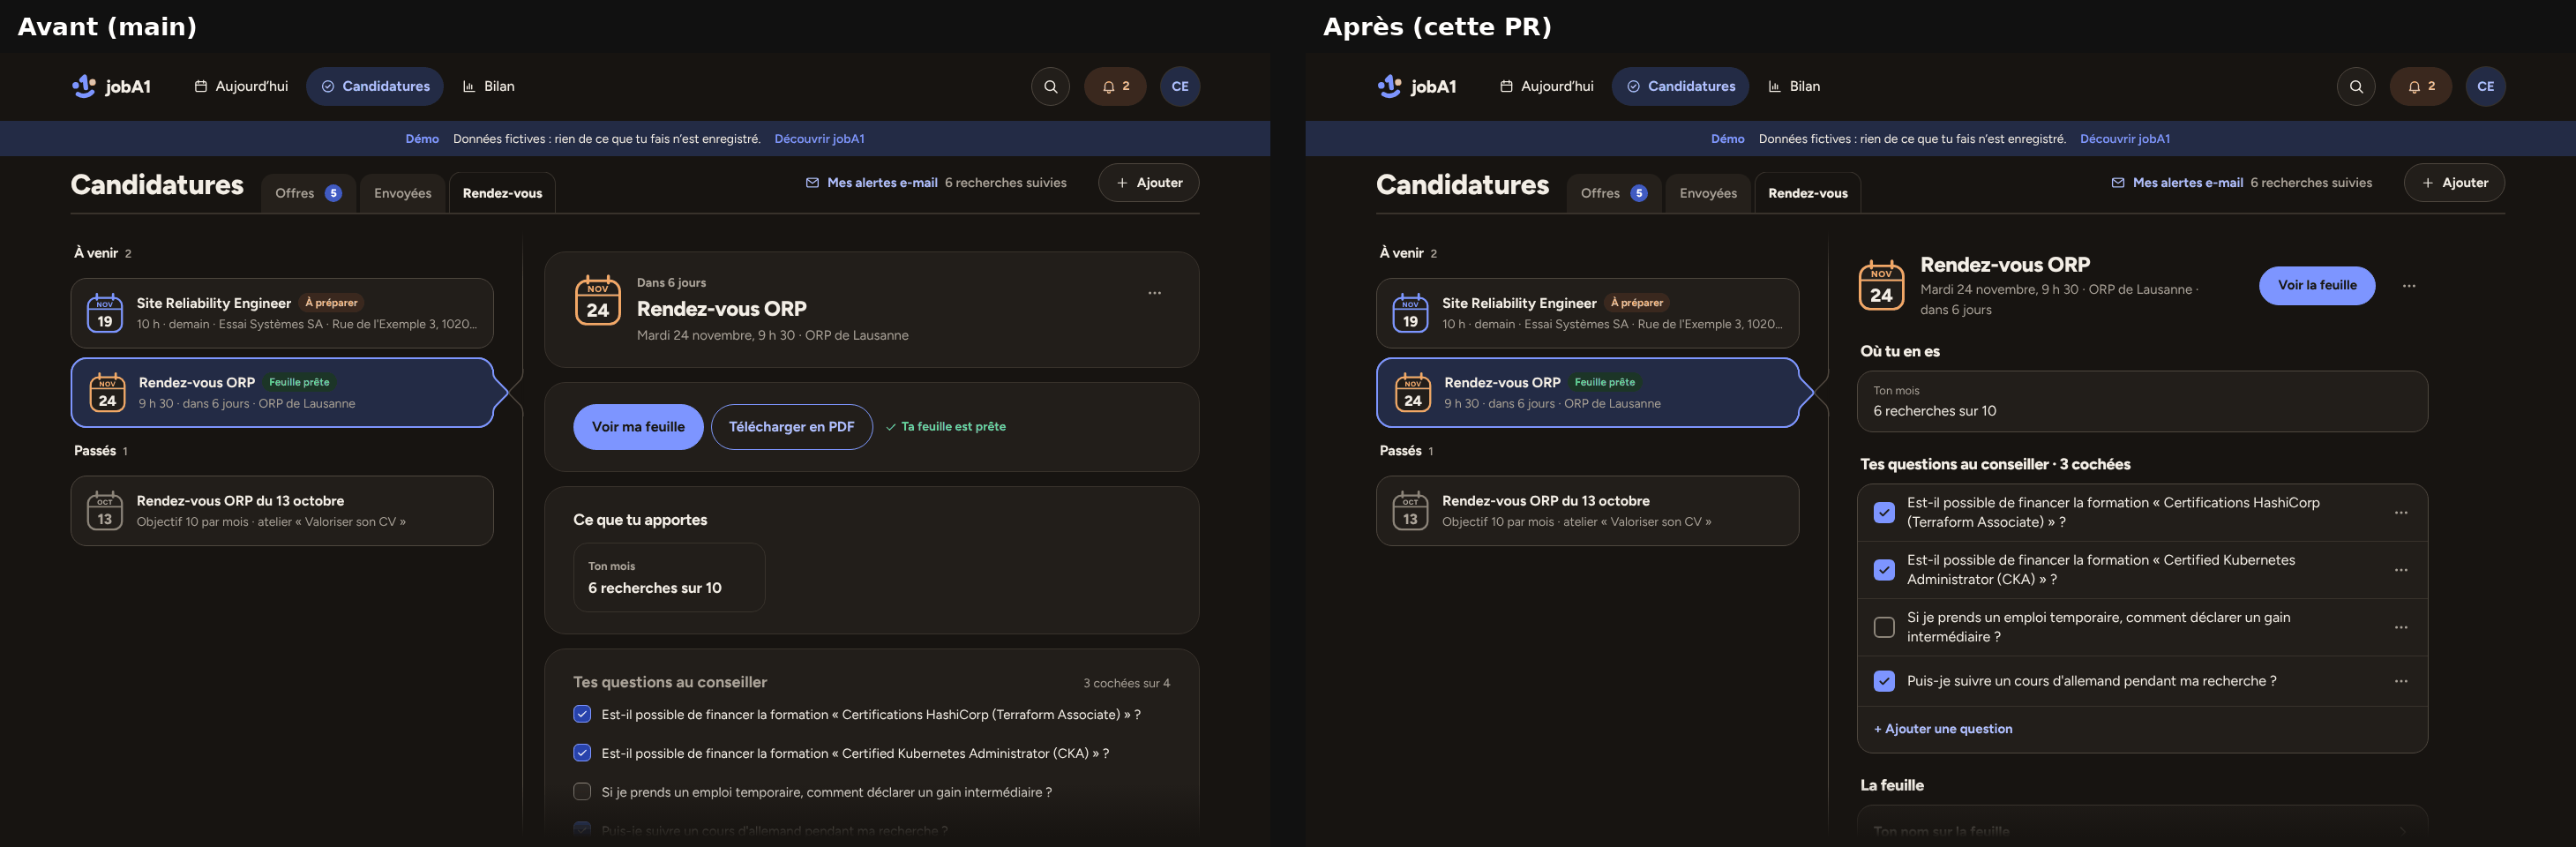 Avant (main)
jobA1
Aujourd’hui
Candidatures
Bilan
2
CE
Démo Données fictives : rien de ce que tu fais n’est enregistré. Découvrir jobA1
Candidatures
Offres 5
Envoyées
Rendez-vous
Mes alertes e-mail 6 recherches suivies
+ Ajouter
À venir 2
NOV
19
Site Reliability Engineer À préparer
10 h · demain · Essai Systèmes SA · Rue de l’Exemple 3, 1020…
NOV
24
Rendez-vous ORP Feuille prête
9 h 30 · dans 6 jours · ORP de Lausanne
Passés 1
OCT
13
Rendez-vous ORP du 13 octobre
Objectif 10 par mois · atelier « Valoriser son CV »
NOV
24
Dans 6 jours
Rendez-vous ORP
Mardi 24 novembre, 9 h 30 · ORP de Lausanne
Voir ma feuille
Télécharger en PDF
Ta feuille est prête
Ce que tu apportes
Ton mois
6 recherches sur 10
Tes questions au conseiller
3 cochées sur 4
Est-il possible de financer la formation « Certifications HashiCorp (Terraform Associate) » ?
Est-il possible de financer la formation « Certified Kubernetes Administrator (CKA) » ?
Si je prends un emploi temporaire, comment déclarer un gain intermédiaire ?
Puis-je suivre un cours d'allemand pendant ma recherche ?
Après (cette PR)
jobA1
Aujourd’hui
Candidatures
Bilan
2
CE
Démo Données fictives : rien de ce que tu fais n’est enregistré. Découvrir jobA1
Candidatures
Offres 5
Envoyées
Rendez-vous
Mes alertes e-mail 6 recherches suivies
+ Ajouter
À venir 2
NOV
19
Site Reliability Engineer À préparer
10 h · demain · Essai Systèmes SA · Rue de l’Exemple 3, 1020…
NOV
24
Rendez-vous ORP Feuille prête
9 h 30 · dans 6 jours · ORP de Lausanne
Passés 1
OCT
13
Rendez-vous ORP du 13 octobre
Objectif 10 par mois · atelier « Valoriser son CV »
NOV
24
Rendez-vous ORP
Mardi 24 novembre, 9 h 30 · ORP de Lausanne ·
dans 6 jours
Voir la feuille
Où tu en es
Ton mois
6 recherches sur 10
Tes questions au conseiller · 3 cochées
Est-il possible de financer la formation « Certifications HashiCorp
(Terraform Associate) » ?
Est-il possible de financer la formation « Certified Kubernetes
Administrator (CKA) » ?
Si je prends un emploi temporaire, comment déclarer un gain
intermédiaire ?
Puis-je suivre un cours d'allemand pendant ma recherche ?
+ Ajouter une question
La feuille
Ton nom sur la feuille